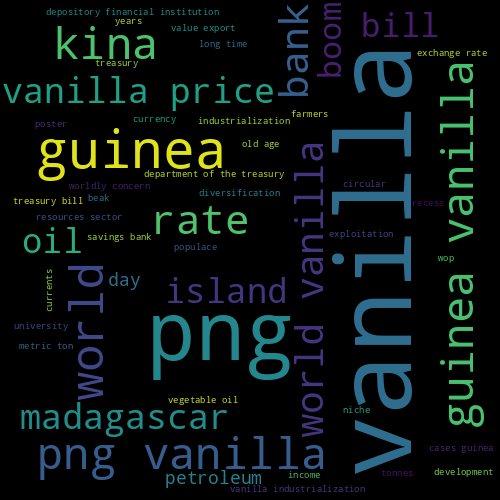 depository financial institution
years
value export
kina
long time
treasury
bank
boom
bill
exchange rate
vanilla price
vanilla
guinea vanilla
poster
currency
industrialization
farmers
guinea
old age
department of the treasury
worldly concern
beak
diversification
circular
treasury bill
resources sector
rate
recess
oil
savings bank
populace
exploitation
world vanilla
wop
world
currents
day
island
university
metric ton
png
vegetable oil
niche
madagascar
png vanilla
petroleum
income
vanilla industrialization
cases guinea
tonnes
development